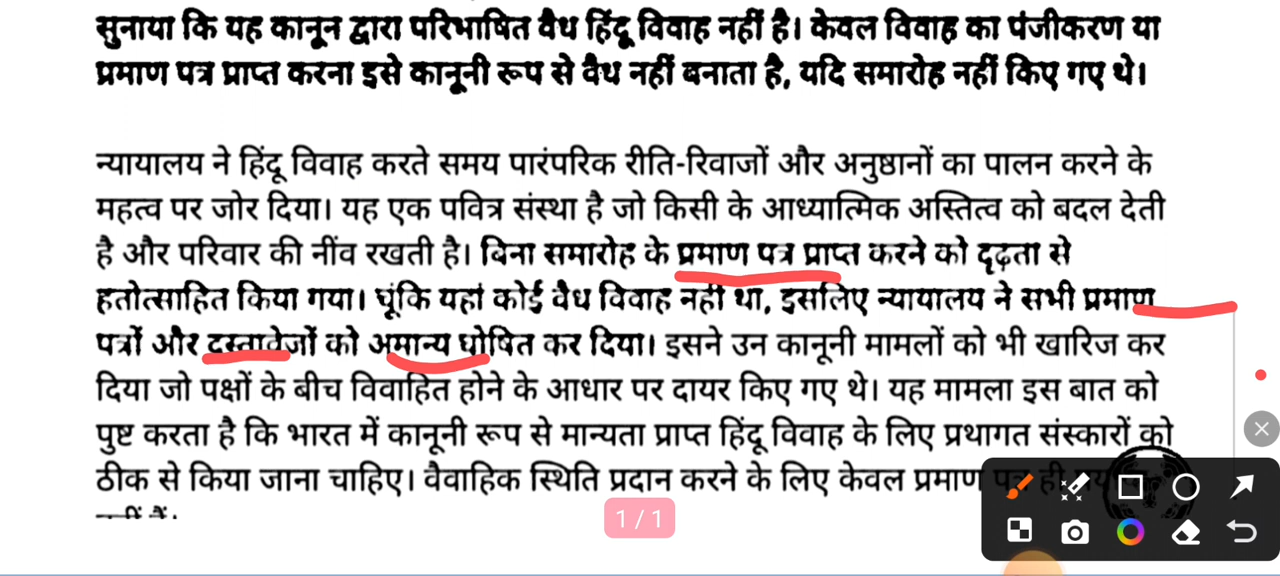 सुनाया कि यह कानून द्वारा परिभाषित वैध हिंदू विवाह नहीं है। केवल विवाह का पंजीकरण या
प्रमाण पत्र प्राप्त करना इसे कानूनी रूप से वैध नहीं बनाता है, यदि समारोह नहीं किए गए थे।
न्यायालय ने हिंदू विवाह करते समय पारंपरिक रीति-रिवाजों और अनुष्ठानों का पालन करने के
महत्व पर जोर दिया। यह एक पवित्र संस्था है जो किसी के आध्यात्मिक अस्तित्व को बदल देती
है और परिवार की नींव रखती है। बिना समारोह के प्रमाण पत्र प्राप्त करने को दृढ़ता से
हतोत्साहित किया गया। चूंकि यहां कोई वैध विवाह नहीं था, इसलिए न्यायालय ने सभी प्रमाण
पत्रों और दस्तावेजों को अमान्य घोषित कर दिया। इसने उन कानूनी मामलों को भी खारिज कर
दिया जो पक्षों के बीच विवाहित होने के आधार पर दायर किए गए थे। यह मामला इस बात को
पुष्ट करता है कि भारत में कानूनी रूप से मान्यता प्राप्त हिंदू विवाह के लिए प्रथागत संस्कारों को
ठीक से किया जाना चाहिए। वैवाहिक स्थिति प्रदान करने के लिए केवल प्रमाण पत्र ही
1 / 1